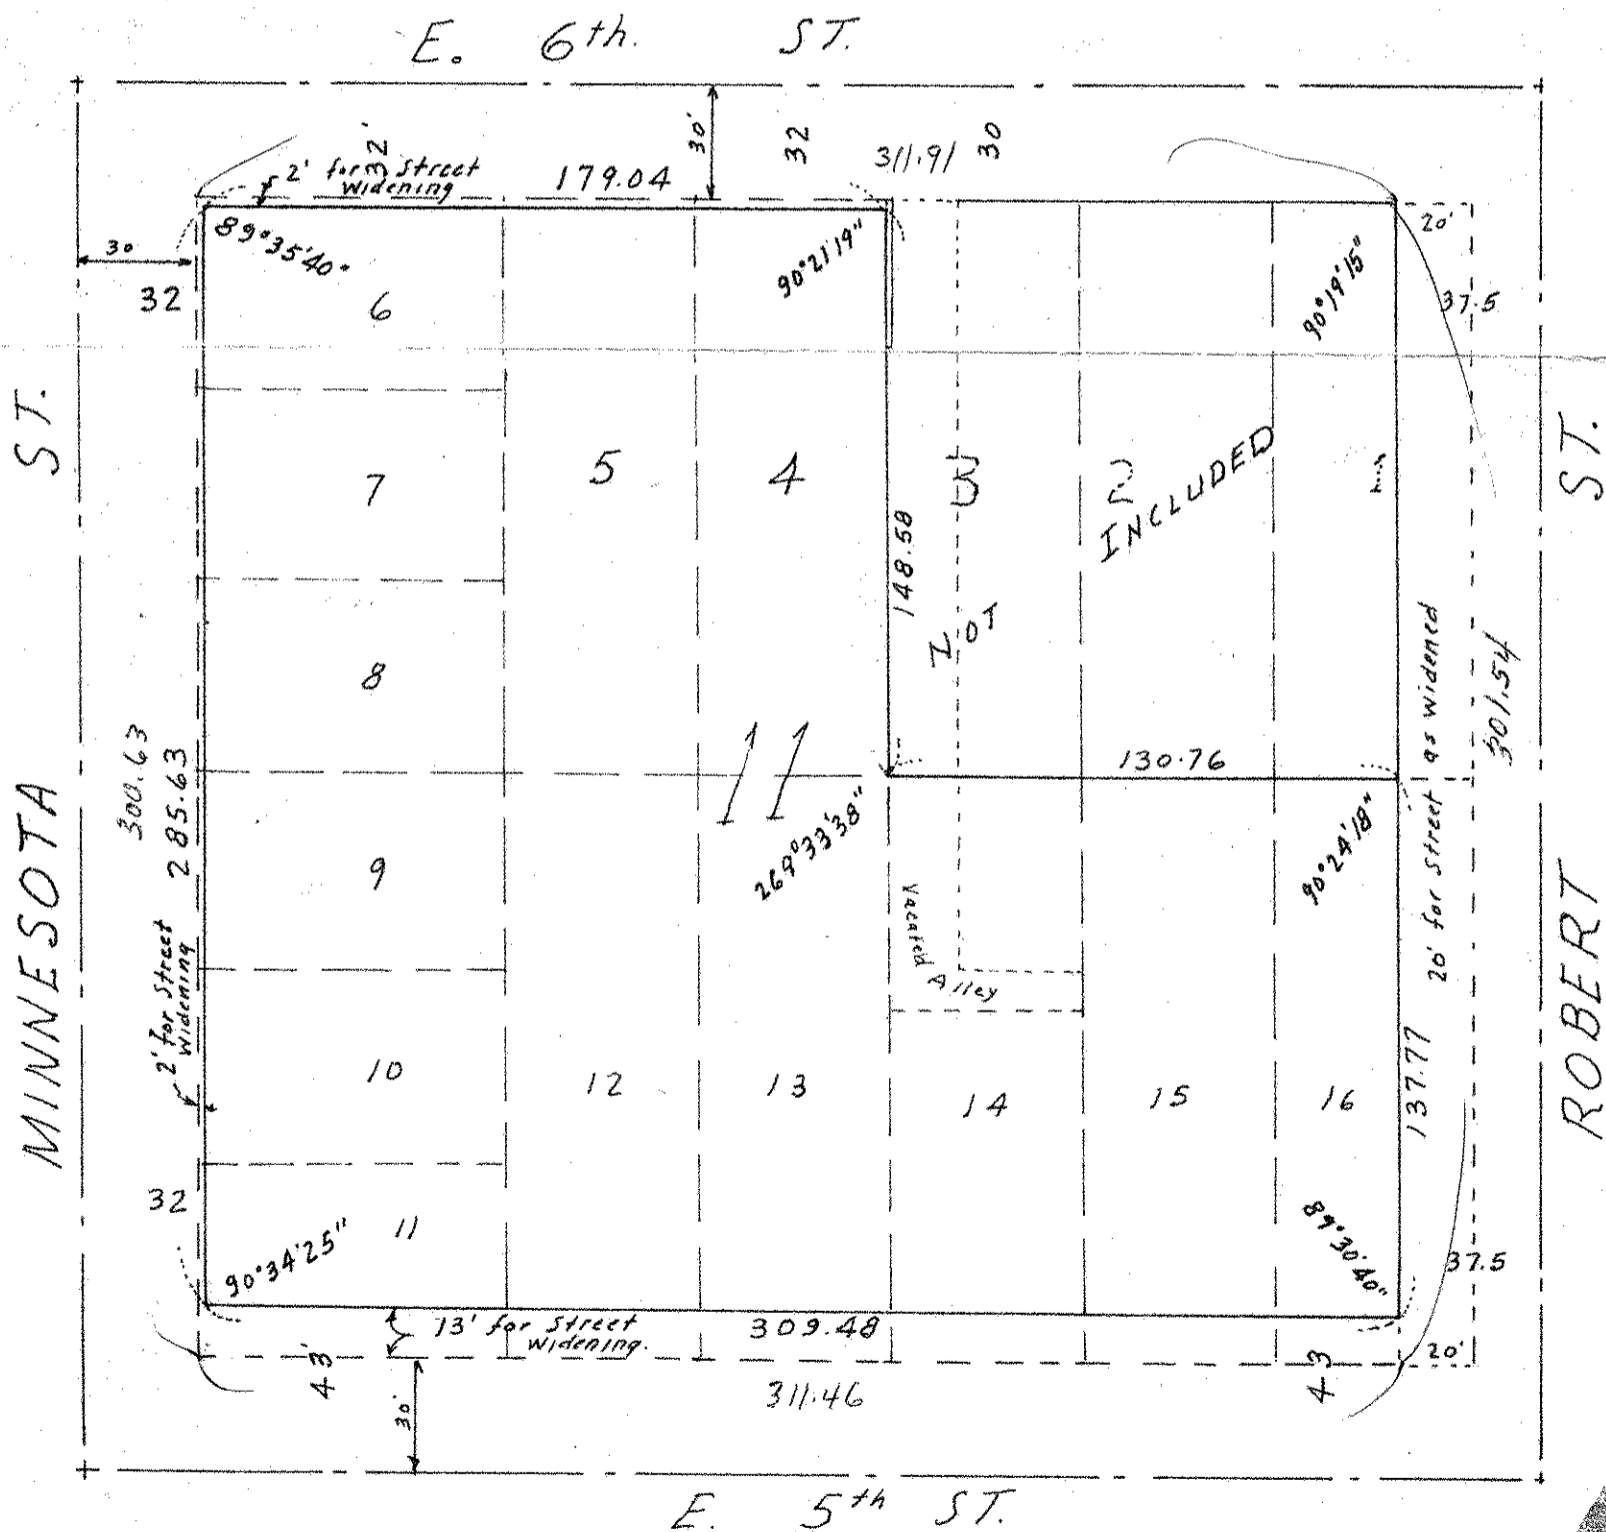 E. 6th. ST.
30'
32'
32
311.91
30
2' for Street
widening
179.04
20'
89°35'40"
90°21'19"
90°19'15"
30
32
37.5
6
ST.
ST.
7
5
4
3
2
INCLUDED
148.58
LOT
8
20' for Street as widened
301.54
300.63
285.63
11
130.76
MINNESOTA
9
269°33'38"
90°24'18"
Vacated
Alley
2' for Street
widening
ROBERT
10
12
13
14
15
16
137.77
32
11
90°34'25"
89°30'40"
37.5
13' for Street
widening.
309.48
43'
43
20'
30'
311.46
E. 5th ST.